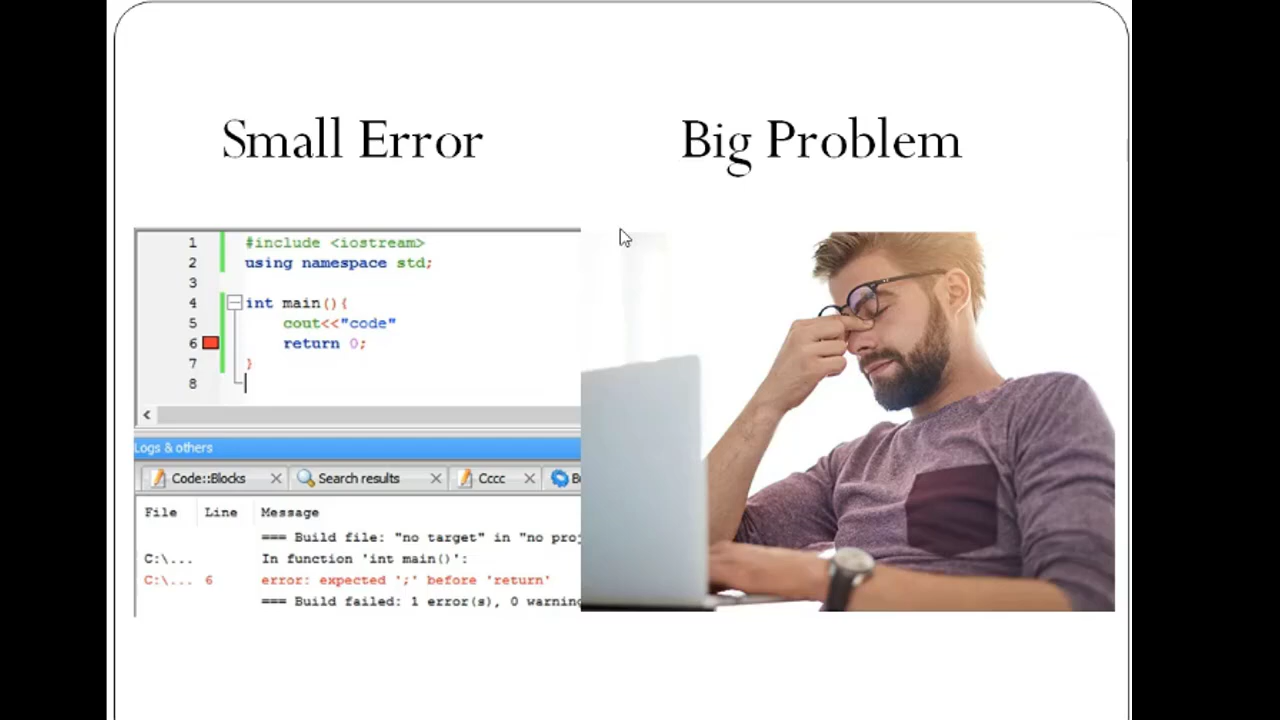 Small Error
Big Problem
1 #include <iostream>
2 using namespace std;
3
4 int main(){
5 cout<<"code"
6 return 0;
7 }
8
Logs & others
Code::Blocks
Search results
Cccc
File Line Message
=== Build file: "no target" in "no
C:\... In function 'int main()':
C:\... 6 error: expected ';' before 'return'
=== Build failed: 1 error(s), 0